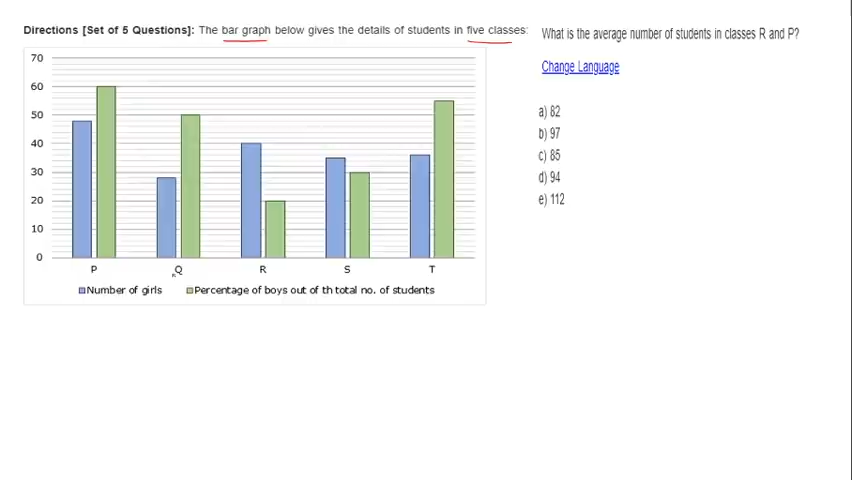 Directions [Set of 5 Questions]: The bar graph below gives the details of students in five classes:
What is the average number of students in classes R and P?
Change Language
a) 82
b) 97
c) 85
d) 94
e) 112
70
60
50
40
30
20
10
0
P Q R S T
Number of girls Percentage of boys out of th total no. of students